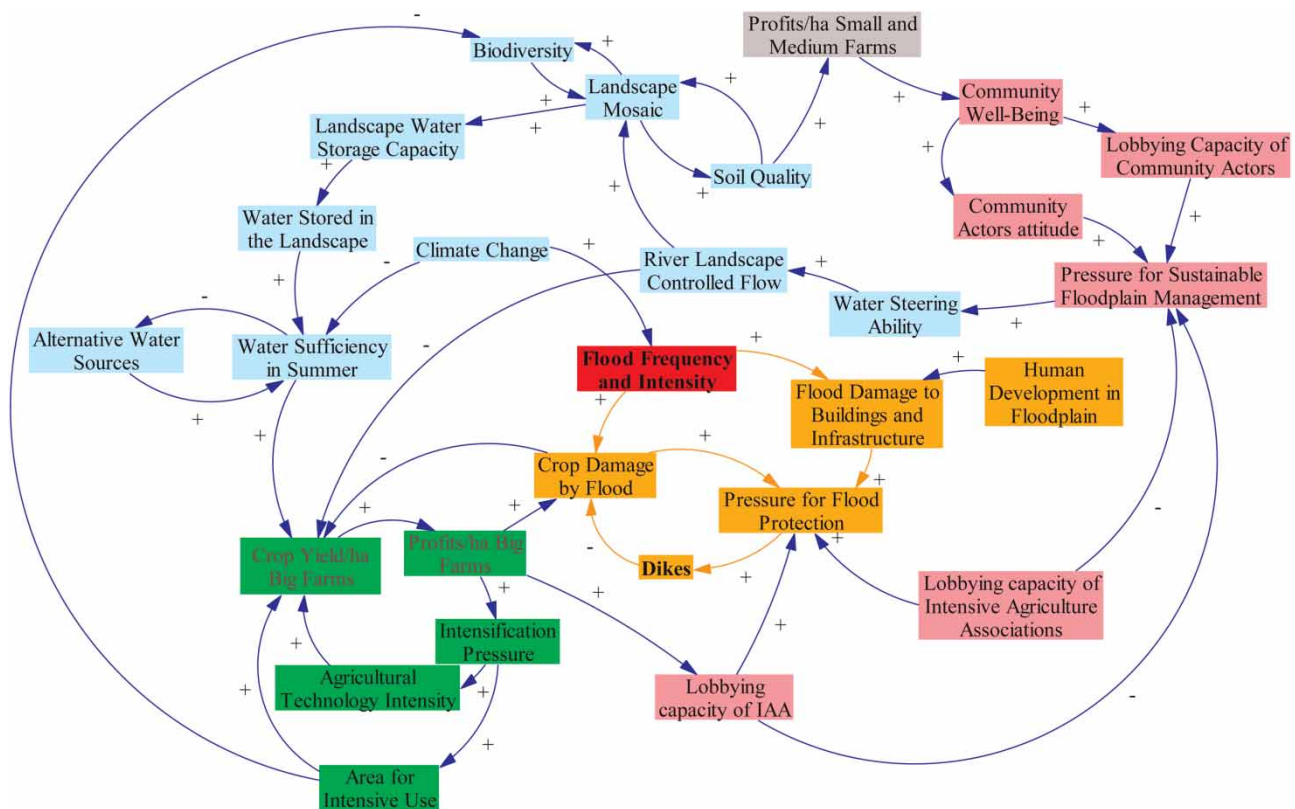 -
Biodiversity
+
Profits/ha Small and
Medium Farms
+
Landscape
Mosaic
+
+
Community
Well-Being
+
Landscape Water
Storage Capacity
+
+
Lobbying Capacity of
Community Actors
+
Soil Quality
+
+
Water Stored in
the Landscape
+
Community
Actors attitude
+
+
Climate Change
+
-
River Landscape
Controlled Flow
+
Pressure for Sustainable
Floodplain Management
+
-
Water Steering
Ability
+
Alternative Water
Sources
Water Sufficiency
in Summer
-
Flood Frequency
and Intensity
+
+
Human
Development in
Floodplain
Flood Damage to
Buildings and
Infrastructure
+
+
+
-
Crop Damage
by Flood
+
+
Pressure for Flood
Protection
-
+
+
Crop Yield/ha
Big Farms
Profits/ha Big
Farms
-
Dikes
+
+
Lobbying capacity of
Intensive Agriculture
Associations
+
+
Intensification
Pressure
+
+
Agricultural
Technology Intensity
+
Lobbying
capacity of IAA
-
+
+
Area for
Intensive Use